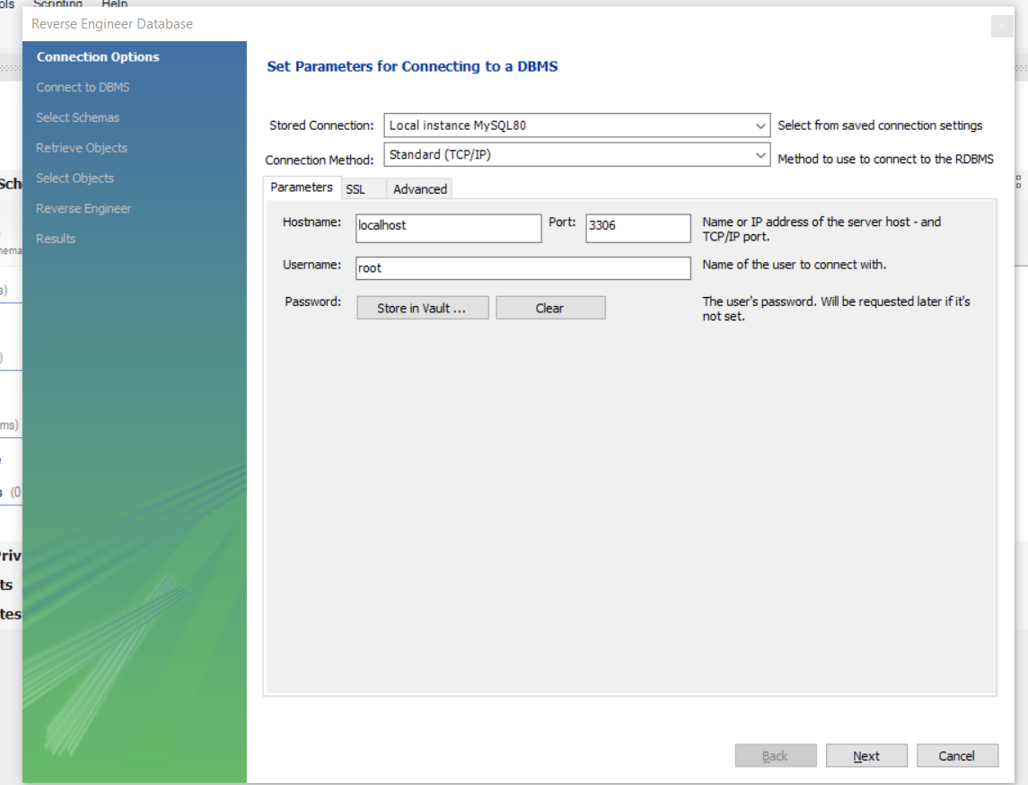 Scripting Help
Reverse Engineer Database
Connection Options
Connect to DBMS
Select Schemas
Retrieve Objects
Select Objects
Reverse Engineer
Results
Set Parameters for Connecting to a DBMS
Stored Connection: Local instance MySQL80 Select from saved connection settings
Connection Method: Standard (TCP/IP) Method to use to connect to the RDBMS
Parameters SSL Advanced
Hostname: localhost Port: 3306 Name or IP address of the server host - and
TCP/IP port.
Username: root Name of the user to connect with.
Password: Store in Vault ... Clear The user's password. Will be requested later if it's
not set.
Back Next Cancel